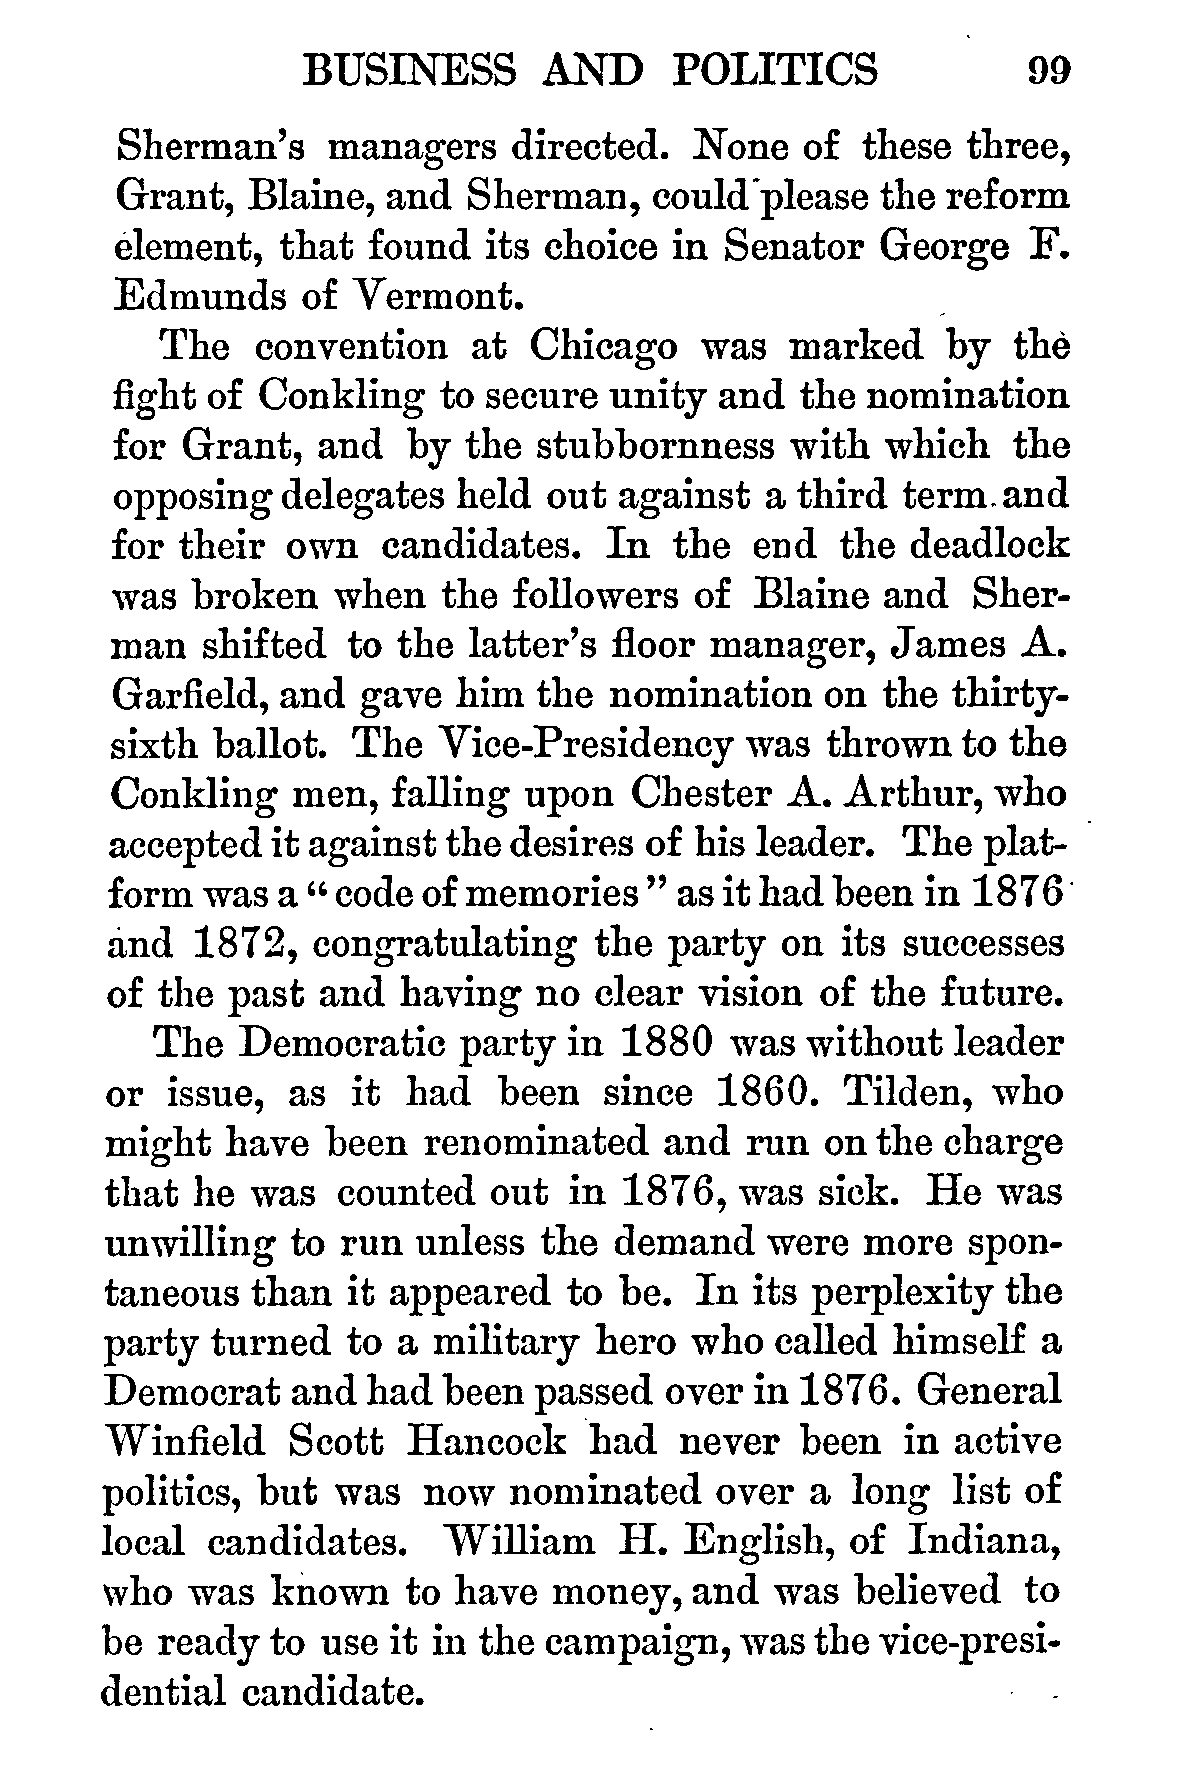 BUSINESS AND POLITICS 99
Sherman's managers directed. None of these three,
Grant, Blaine, and Sherman, could please the reform
element, that found its choice in Senator George F.
Edmunds of Vermont.
The convention at Chicago was marked by the
fight of Conkling to secure unity and the nomination
for Grant, and by the stubbornness with which the
opposing delegates held out against a third term and
for their own candidates. In the end the deadlock
was broken when the followers of Blaine and Sher-
man shifted to the latter's floor manager, James A.
Garfield, and gave him the nomination on the thirty-
sixth ballot. The Vice-Presidency was thrown to the
Conkling men, falling upon Chester A. Arthur, who
accepted it against the desires of his leader. The plat-
form was a “code of memories” as it had been in 1876
and 1872, congratulating the party on its successes
of the past and having no clear vision of the future.
The Democratic party in 1880 was without leader
or issue, as it had been since 1860. Tilden, who
might have been renominated and run on the charge
that he was counted out in 1876, was sick. He was
unwilling to run unless the demand were more spon-
taneous than it appeared to be. In its perplexity the
party turned to a military hero who called himself a
Democrat and had been passed over in 1876. General
Winfield Scott Hancock had never been in active
politics, but was now nominated over a long list of
local candidates. William H. English, of Indiana,
who was known to have money, and was believed to
be ready to use it in the campaign, was the vice-presi-
dential candidate.